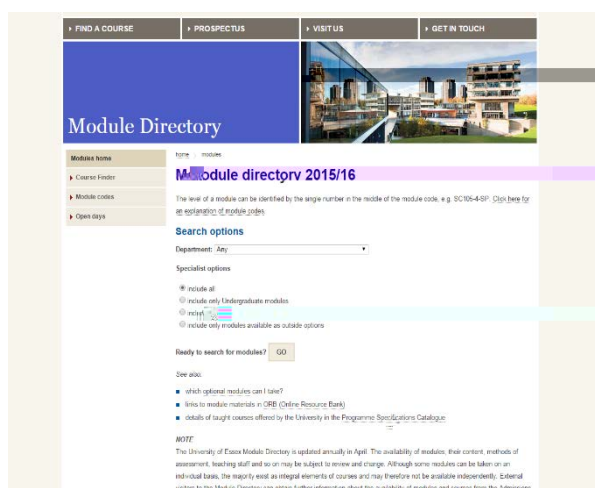 FIND A COURSE
PROSPECTUS
VISIT US
GET IN TOUCH
Module Directory
Modules home
Course Finder
Module codes
Open days
home modules
directory 2015/16
The level of a module can be identified by the single number in the middle of the module code, e.g. SC105-4-SP. Click here for
an explanation of module codes.
Search options
Department: Any
Specialist options
include all
include only Undergraduate modules
include only modules available as outside options
Ready to search for modules? GO
See also:
which optional modules can I take?
links to module materials in ORB (Online Resource Bank)
details of taught courses offered by the University in the Programme Specifications Catalogue
NOTE
The University of Essex Module Directory is updated annually in April. The availability of modules, their content, methods of
assessment, teaching staff and so on may be subject to review and change. Although some modules can be taken on an
individual basis, the majority exist as integral elements of courses and may therefore not be available independently. External